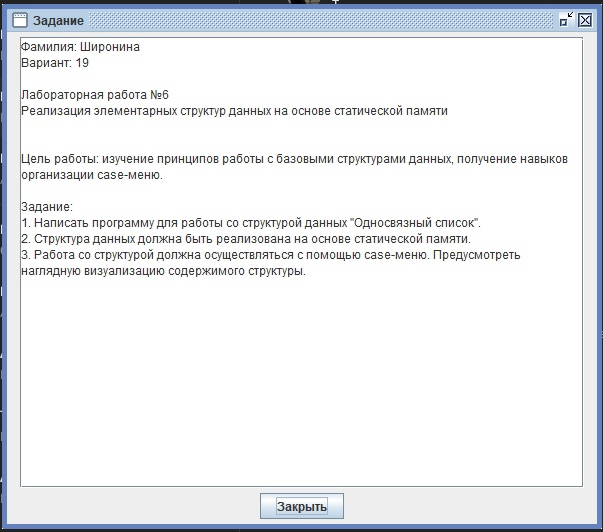 Задание
Фамилия: Широнина
Вариант: 19
Лабораторная работа №6
Реализация элементарных структур данных на основе статической памяти
Цель работы: изучение принципов работы с базовыми структурами данных, получение навыков
организации case-меню.
Задание:
1. Написать программу для работы со структурой данных "Односвязный список".
2. Структура данных должна быть реализована на основе статической памяти.
3. Работа со структурой должна осуществляться с помощью case-меню. Предусмотреть
наглядную визуализацию содержимого структуры.
Закрыть